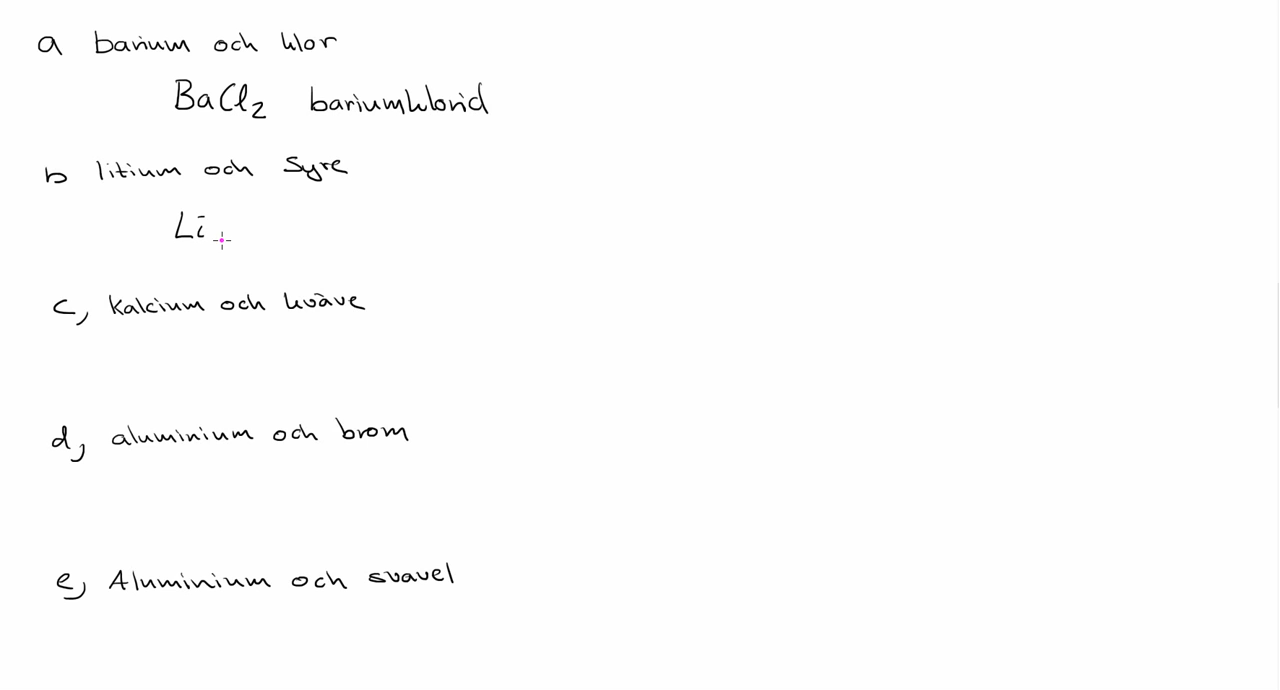 a barium och klor
BaCl₂ bariumklorid
b litium och syre
Li
c, kalcium och kväve
d, aluminium och brom
e, Aluminium och svavel